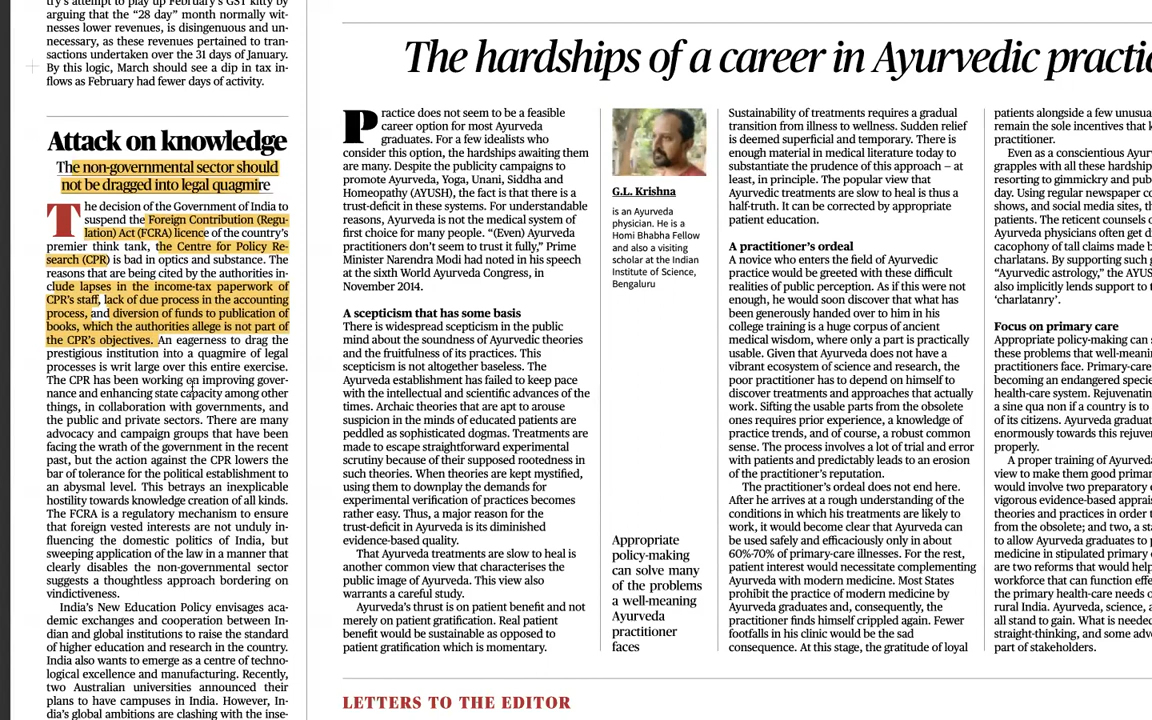 try's attempt to play up February's GST kitty by
arguing that the “28 day” month normally wit-
nesses lower revenues, is disingenuous and un-
necessary, as these revenues pertained to tran-
sactions undertaken over the 31 days of January.
By this logic, March should see a dip in tax in-
flows as February had fewer days of activity.
Attack on knowledge
The non-governmental sector should
not be dragged into legal quagmire
The decision of the Government of India to
suspend the Foreign Contribution (Regu-
lation) Act (FCRA) licence of the country's
premier think tank, the Centre for Policy Re-
search (CPR) is bad in optics and substance. The
reasons that are being cited by the authorities in-
clude lapses in the income-tax paperwork of
CPR's staff, lack of due process in the accounting
process, and diversion of funds to publication of
books, which the authorities allege is not part of
the CPR's objectives. An eagerness to drag the
prestigious institution into a quagmire of legal
processes is writ large over this entire exercise.
The CPR has been working on improving gover-
nance and enhancing state capacity among other
things, in collaboration with governments, and
the public and private sectors. There are many
advocacy and campaign groups that have been
facing the wrath of the government in the recent
past, but the action against the CPR lowers the
bar of tolerance for the political establishment to
an abysmal level. This betrays an inexplicable
hostility towards knowledge creation of all kinds.
The FCRA is a regulatory mechanism to ensure
that foreign vested interests are not unduly in-
fluencing the domestic politics of India, but
sweeping application of the law in a manner that
clearly disables the non-governmental sector
suggests a thoughtless approach bordering on
vindictiveness.
India's New Education Policy envisages aca-
demic exchanges and cooperation between In-
dian and global institutions to raise the standard
of higher education and research in the country.
India also wants to emerge as a centre of techno-
logical excellence and manufacturing. Recently,
two Australian universities announced their
plans to have campuses in India. However, In-
dia's global ambitions are clashing with the inse-
The hardships of a career in Ayurvedic practic
Practice does not seem to be a feasible
career option for most Ayurveda
graduates. For a few idealists who
consider this option, the hardships awaiting them
are many. Despite the publicity campaigns to
promote Ayurveda, Yoga, Unani, Siddha and
Homeopathy (AYUSH), the fact is that there is a
trust-deficit in these systems. For understandable
reasons, Ayurveda is not the medical system of
first choice for many people. “(Even) Ayurveda
practitioners don't seem to trust it fully,” Prime
Minister Narendra Modi had noted in his speech
at the sixth World Ayurveda Congress, in
November 2014.
A scepticism that has some basis
There is widespread scepticism in the public
mind about the soundness of Ayurvedic theories
and the fruitfulness of its practices. This
scepticism is not altogether baseless. The
Ayurveda establishment has failed to keep pace
with the intellectual and scientific advances of the
times. Archaic theories that are apt to arouse
suspicion in the minds of educated patients are
peddled as sophisticated dogmas. Treatments are
made to escape straightforward experimental
scrutiny because of their supposed rootedness in
such theories. When theories are kept mystified,
using them to downplay the demands for
experimental verification of practices becomes
rather easy. Thus, a major reason for the
trust-deficit in Ayurveda is its diminished
evidence-based quality.
That Ayurveda treatments are slow to heal is
another common view that characterises the
public image of Ayurveda. This view also
warrants a careful study.
Ayurveda's thrust is on patient benefit and not
merely on patient gratification. Real patient
benefit would be sustainable as opposed to
patient gratification which is momentary.
G.L. Krishna
is an Ayurveda
physician. He is a
Homi Bhabha Fellow
and also a visiting
scholar at the Indian
Institute of Science,
Bengaluru
Appropriate
policy-making
can solve many
of the problems
a well-meaning
Ayurveda
practitioner
faces
Sustainability of treatments requires a gradual
transition from illness to wellness. Sudden relief
is deemed superficial and temporary. There is
enough material in medical literature today to
substantiate the prudence of this approach – at
least, in principle. The popular view that
Ayurvedic treatments are slow to heal is thus a
half-truth. It can be corrected by appropriate
patient education.
A practitioner's ordeal
A novice who enters the field of Ayurvedic
practice would be greeted with these difficult
realities of public perception. As if this were not
enough, he would soon discover that what has
been generously handed over to him in his
college training is a huge corpus of ancient
medical wisdom, where only a part is practically
usable. Given that Ayurveda does not have a
vibrant ecosystem of science and research, the
poor practitioner has to depend on himself to
discover treatments and approaches that actually
work. Sifting the usable parts from the obsolete
ones requires prior experience, a knowledge of
practice trends, and of course, a robust common
sense. The process involves a lot of trial and error
with patients and predictably leads to an erosion
of the practitioner's reputation.
The practitioner's ordeal does not end here.
After he arrives at a rough understanding of the
conditions in which his treatments are likely to
work, it would become clear that Ayurveda can
be used safely and efficaciously only in about
60%-70% of primary-care illnesses. For the rest,
patient interest would necessitate complementing
Ayurveda with modern medicine. Most States
prohibit the practice of modern medicine by
Ayurveda graduates and, consequently, the
practitioner finds himself crippled again. Fewer
footfalls in his clinic would be the sad
consequence. At this stage, the gratitude of loyal
patients alongside a few unusua
remain the sole incentives that k
practitioner.
Even as a conscientious Ayur
grapples with all these hardship
resorting to gimmickry and pub
day. Using regular newspaper co
shows, and social media sites, th
patients. The reticent counsels o
Ayurveda physicians often get d
cacophony of tall claims made b
charlatans. By supporting such g
“Ayurvedic astrology,” the AYUS
also implicitly lends support to t
‘charlatanry’.
Focus on primary care
Appropriate policy-making can s
these problems that well-meanin
practitioners face. Primary-care
becoming an endangered specie
health-care system. Rejuvenatin
a sine qua non if a country is to
of its citizens. Ayurveda graduat
enormously towards this rejuver
properly.
A proper training of Ayurveda
view to make them good primar
would involve two preparatory
vigorous evidence-based apprais
theories and practices in order t
from the obsolete; and two, a sta
to allow Ayurveda graduates to p
medicine in stipulated primary c
are two reforms that would help
workforce that can function effe
the primary health-care needs o
rural India. Ayurveda, science, a
all stand to gain. What is needed
straight-thinking, and some adv
part of stakeholders.
LETTERS TO THE EDITOR